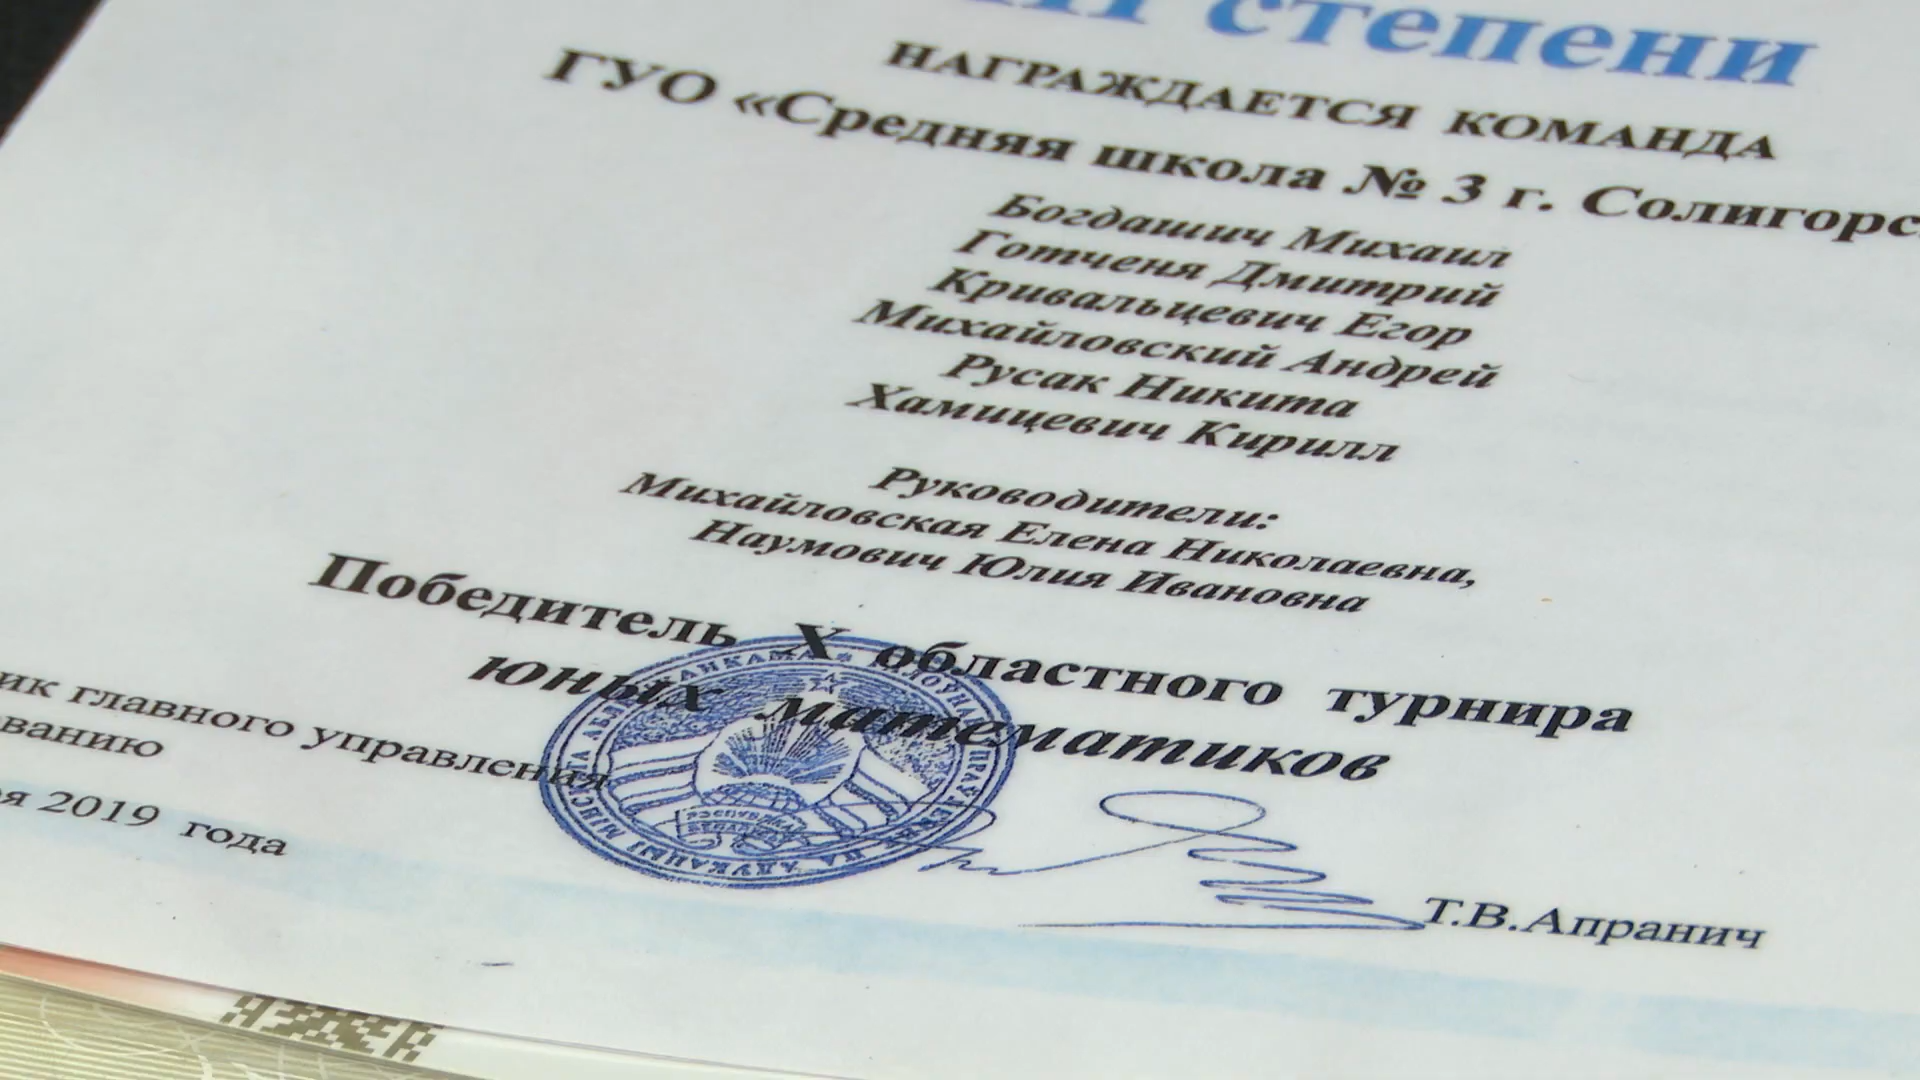 степени
НАГРАЖДАЕТСЯ КОМАНДА
ГУО «Средняя школа № 3 г. Солигорс
Богдашич Михаил
Готченя Дмитрий
Кривальцевич Егор
Михайловский Андрей
Русак Никита
Хамицевич Кирилл
Руководители:
Михайловская Елена Николаевна,
Наумович Юлия Ивановна
Победитель X областного турнира
юных математиков
ик главного управления
ванию
я 2019 года
Т.В.Апранич